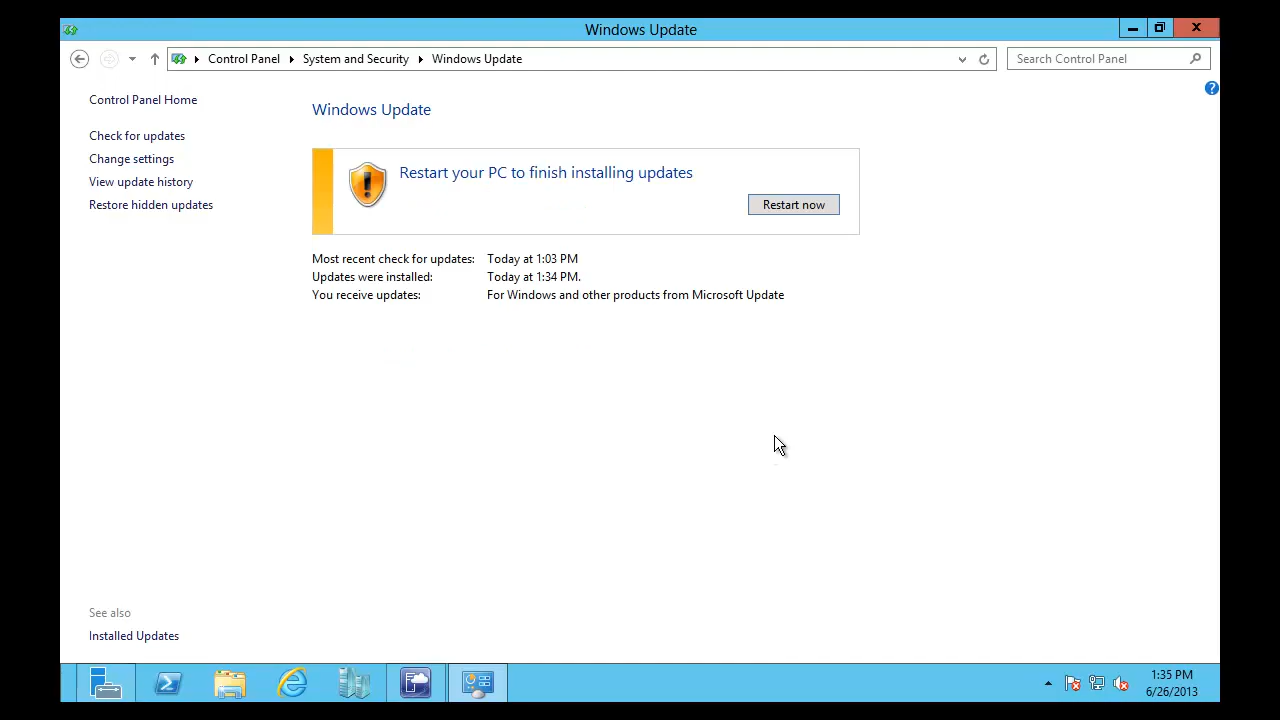 Windows Update
Control Panel System and Security Windows Update
Search Control Panel
Control Panel Home
Check for updates
Change settings
View update history
Restore hidden updates
Windows Update
Restart your PC to finish installing updates
Restart now
Most recent check for updates: Today at 1:03 PM
Updates were installed: Today at 1:34 PM.
You receive updates: For Windows and other products from Microsoft Update
See also
Installed Updates
1:35 PM
6/26/2013